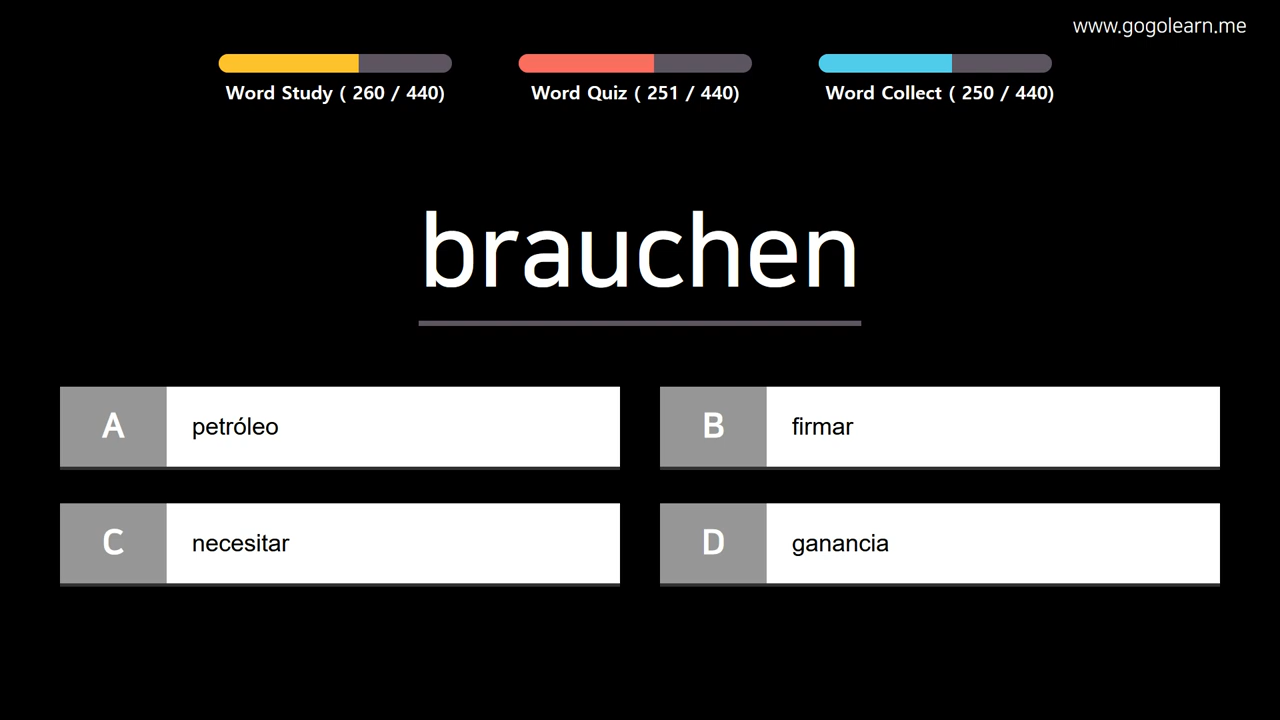 www.gogolearn.me
Word Study ( 260 / 440)
Word Quiz ( 251 / 440)
Word Collect ( 250 / 440)
brauchen
A petróleo
B firmar
C necesitar
D ganancia